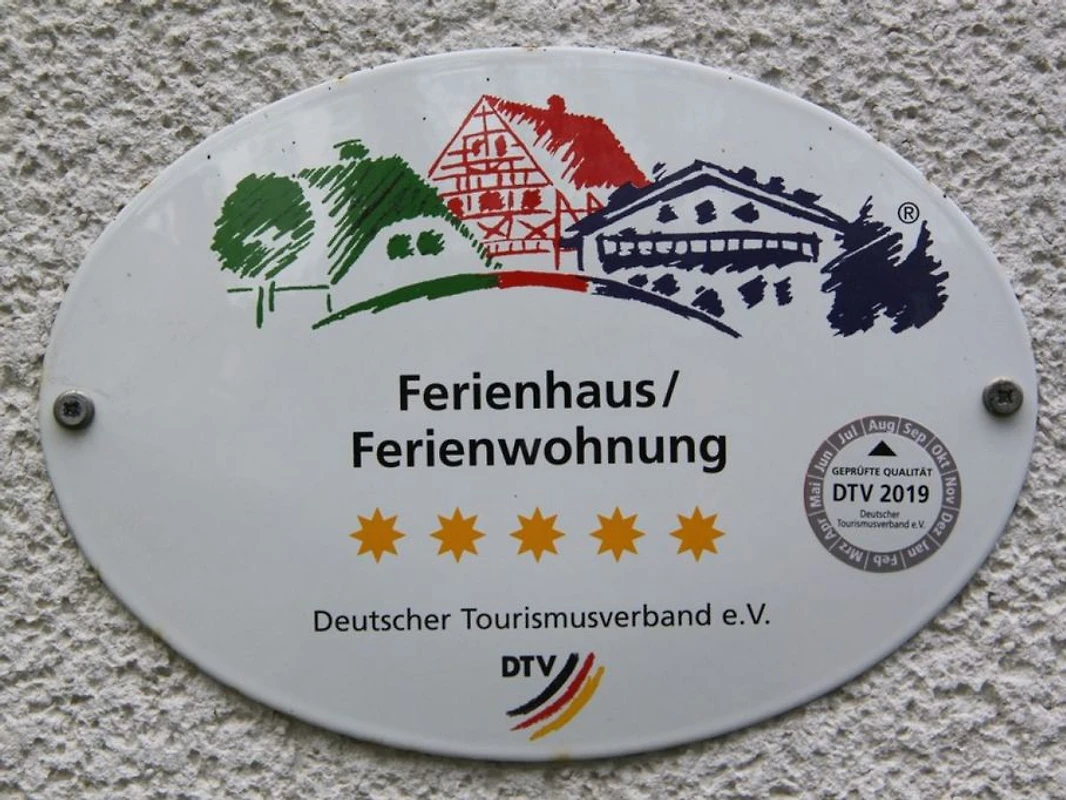 ®
Ferienhaus/
Ferienwohnung
Jan Feb Mrz Apr Mai Jun Jul Aug Sep Okt Nov Dez
GEPRÜFTE QUALITÄT
DTV 2019
Deutscher
Tourismusverband e.V.
Deutscher Tourismusverband e.V.
DTV